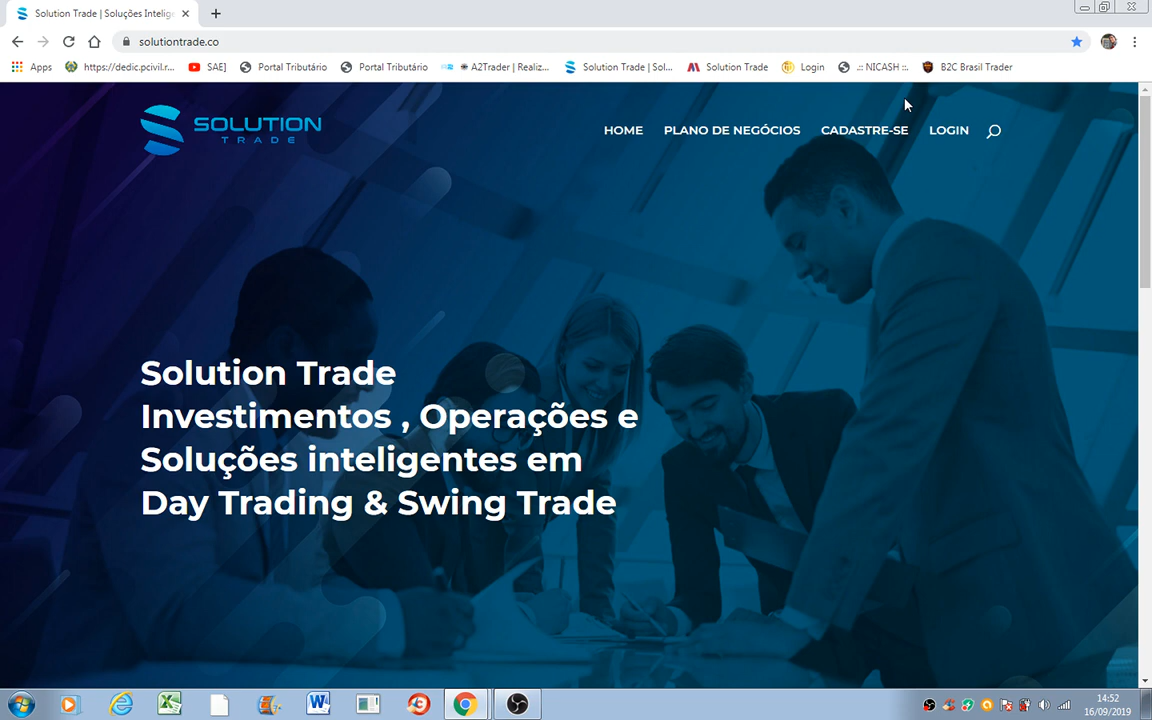 Solution Trade | Soluções Intelig
solutiontrade.co
Apps
https://dedic.pcivil.r...
SAE]
Portal Tributário
Portal Tributário
A2Trader | Realiz...
Solution Trade | Sol...
Solution Trade
Login
.:: NICASH ::.
B2C Brasil Trader
SOLUTION
TRADE
HOME
PLANO DE NEGÓCIOS
CADASTRE-SE
LOGIN
Solution Trade
Investimentos , Operações e
Soluções inteligentes em
Day Trading & Swing Trade
14:52
16/09/2019